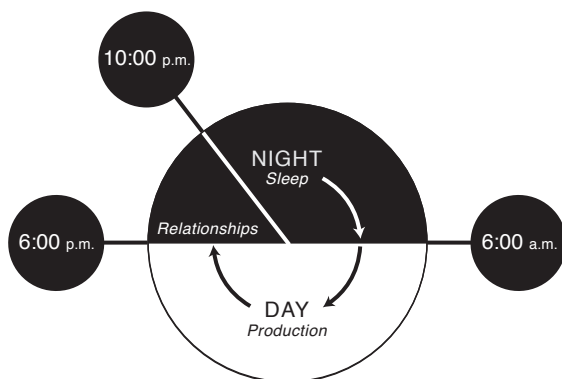 10:00 p.m.
NIGHT
Sleep
Relationships
6:00 p.m.
6:00 a.m.
DAY
Production